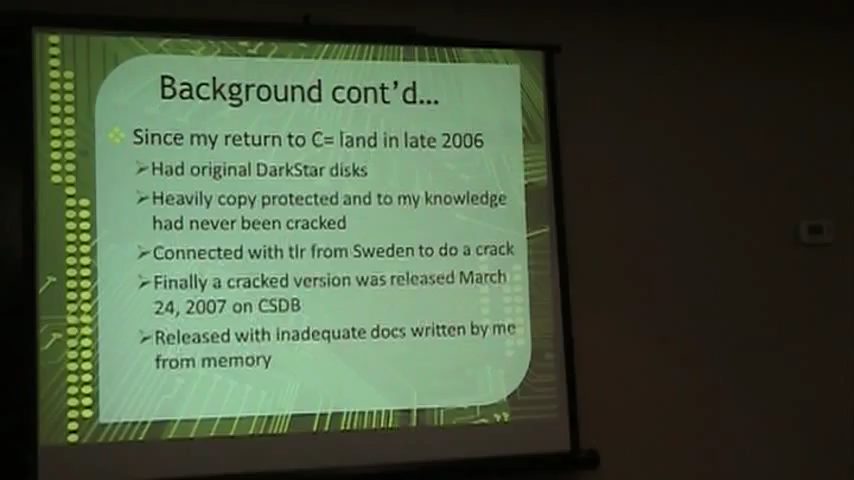 Background cont'd...
Since my return to C= land in late 2006
Had original DarkStar disks
Heavily copy protected and to my knowledge
had never been cracked
Connected with tlr from Sweden to do a crack
Finally a cracked version was released March
24, 2007 on CSDB
Released with inadequate docs written by me
from memory